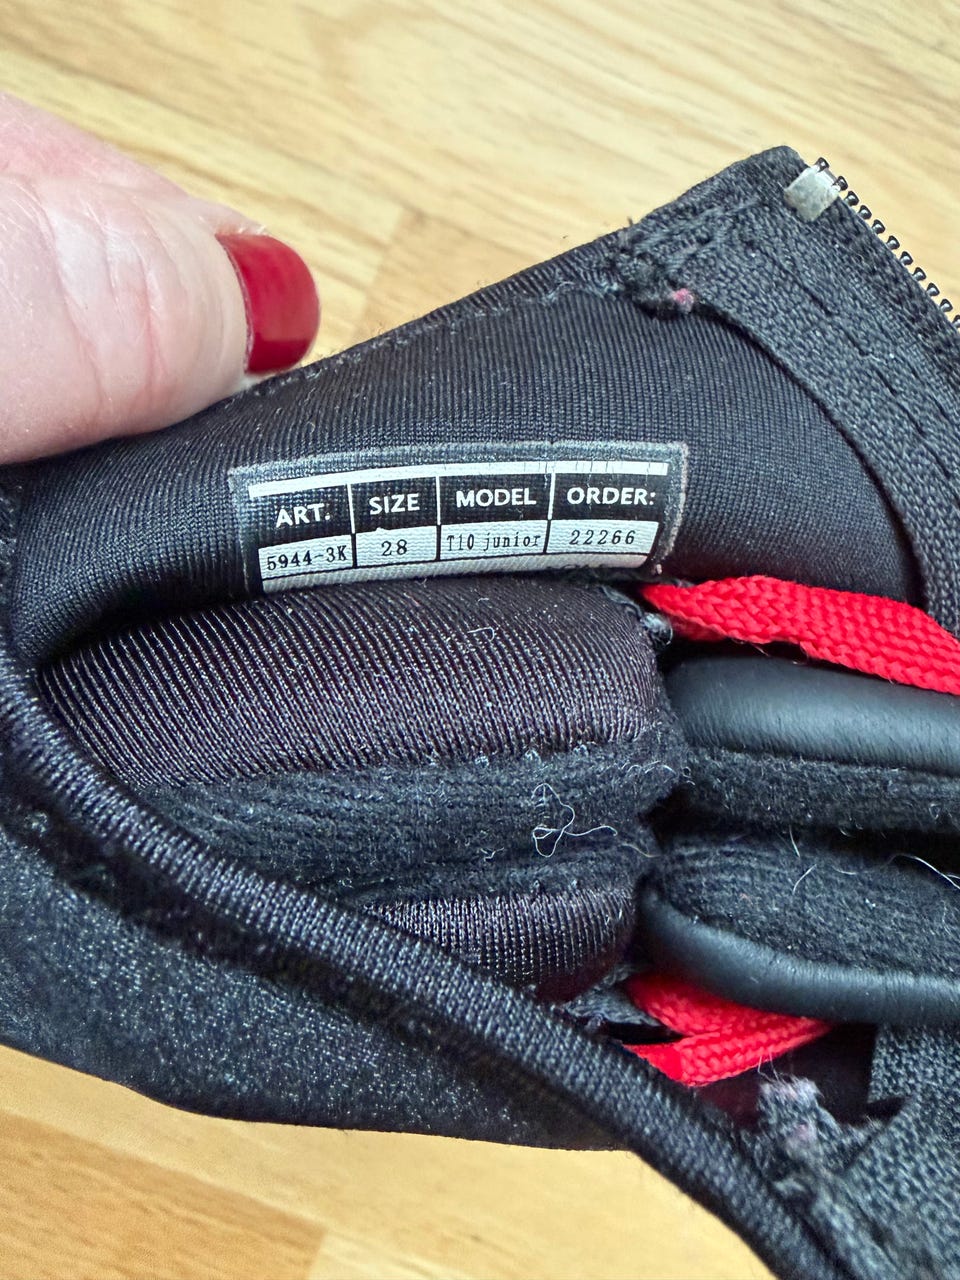 ART. SIZE MODEL ORDER:
5944-3K 28 T10 junior 22266